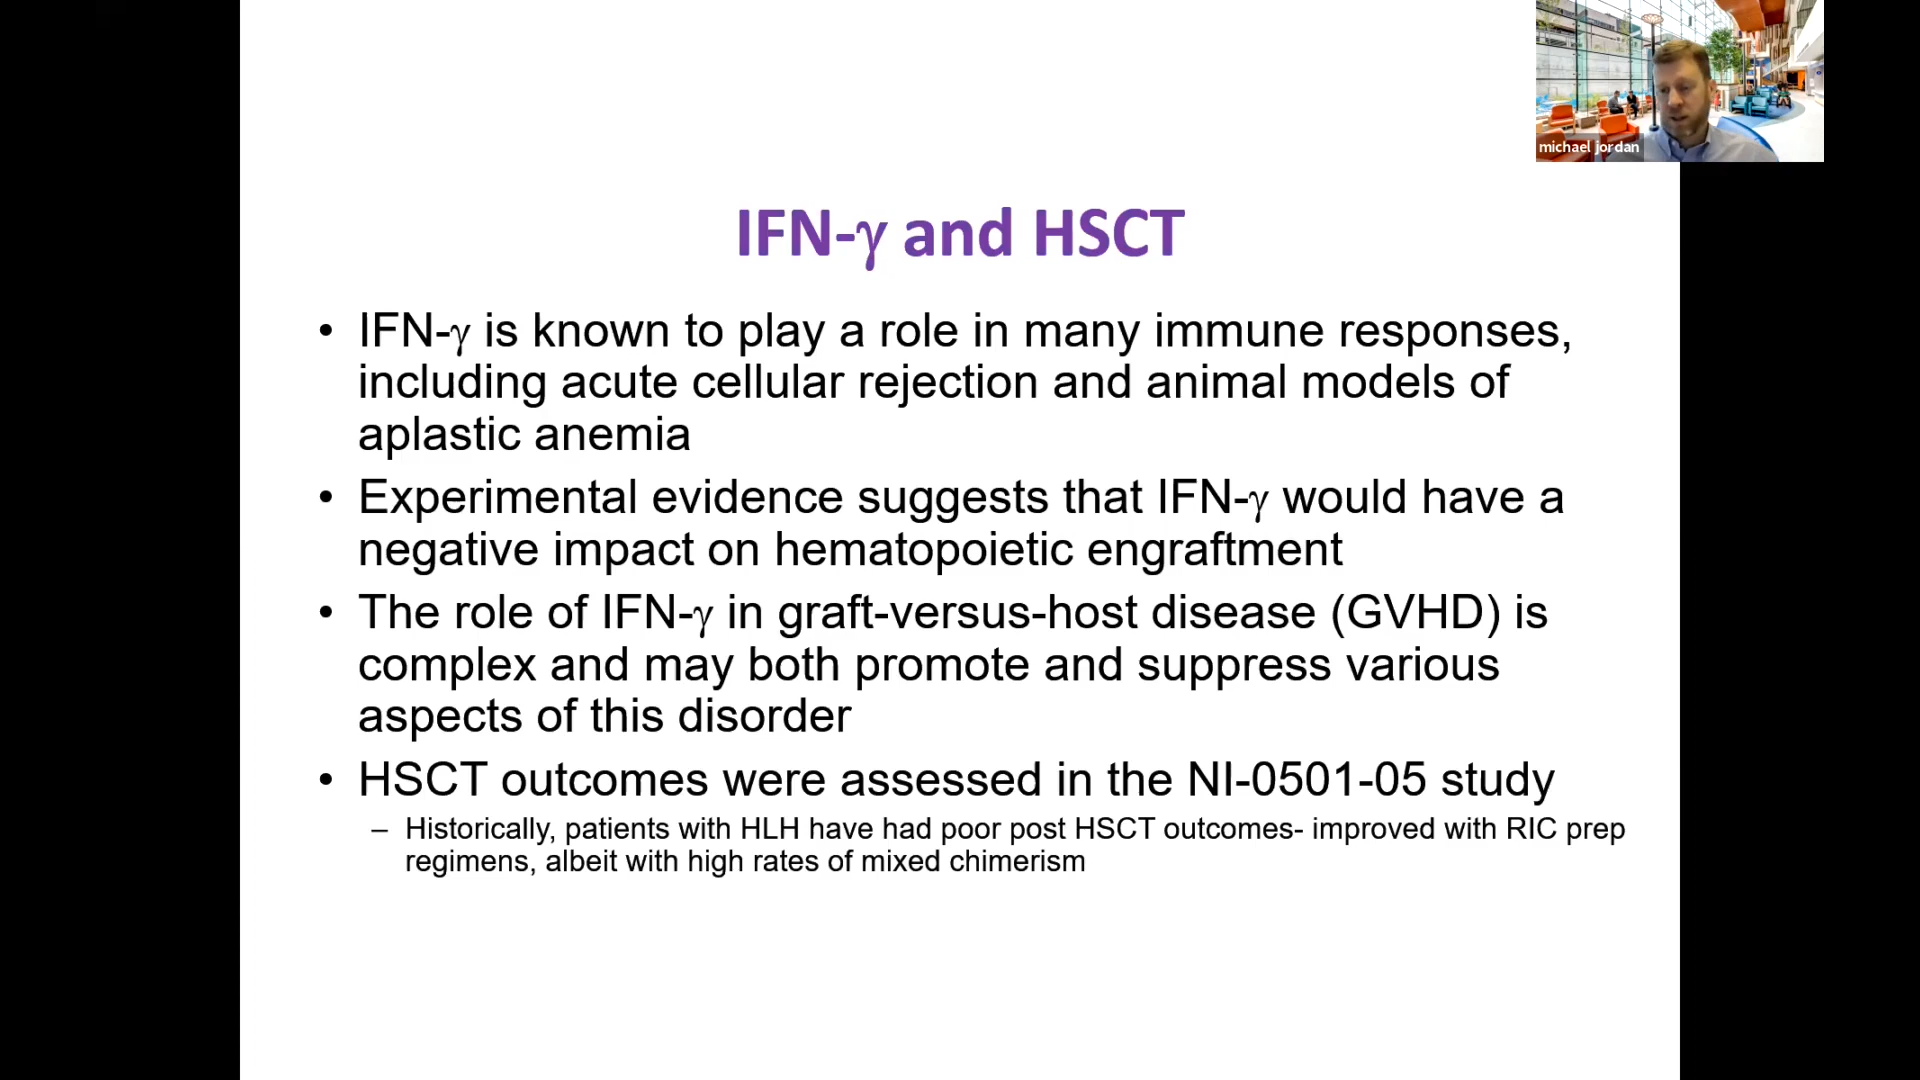 michael jordan
IFN-γ and HSCT
• IFN-γ is known to play a role in many immune responses,
including acute cellular rejection and animal models of
aplastic anemia
• Experimental evidence suggests that IFN-γ would have a
negative impact on hematopoietic engraftment
• The role of IFN-γ in graft-versus-host disease (GVHD) is
complex and may both promote and suppress various
aspects of this disorder
• HSCT outcomes were assessed in the NI-0501-05 study
– Historically, patients with HLH have had poor post HSCT outcomes- improved with RIC prep
regimens, albeit with high rates of mixed chimerism